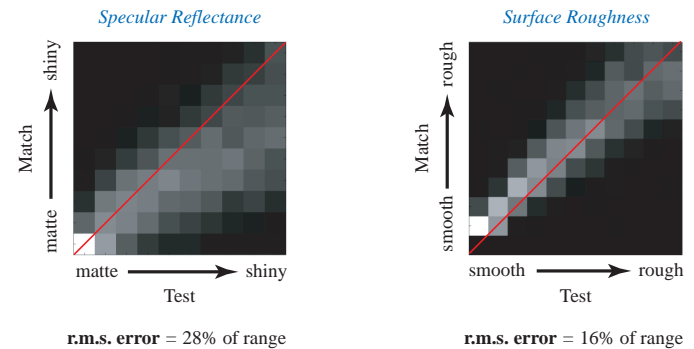 Specular Reflectance
Match
matte
shiny
matte
shiny
Test
r.m.s. error = 28% of range
Surface Roughness
Match
smooth
rough
smooth
rough
Test
r.m.s. error = 16% of range